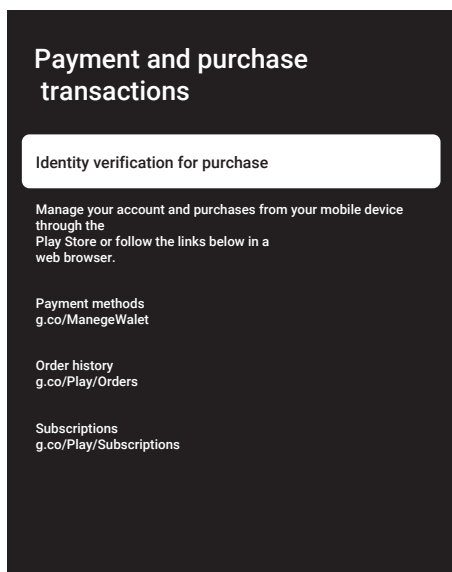 Payment and purchase
transactions
Identity verification for purchase
Manage your account and purchases from your mobile device
through the
Play Store or follow the links below in a
web browser.
Payment methods
g.co/ManegeWalet
Order history
g.co/Play/Orders
Subscriptions
g.co/Play/Subscriptions